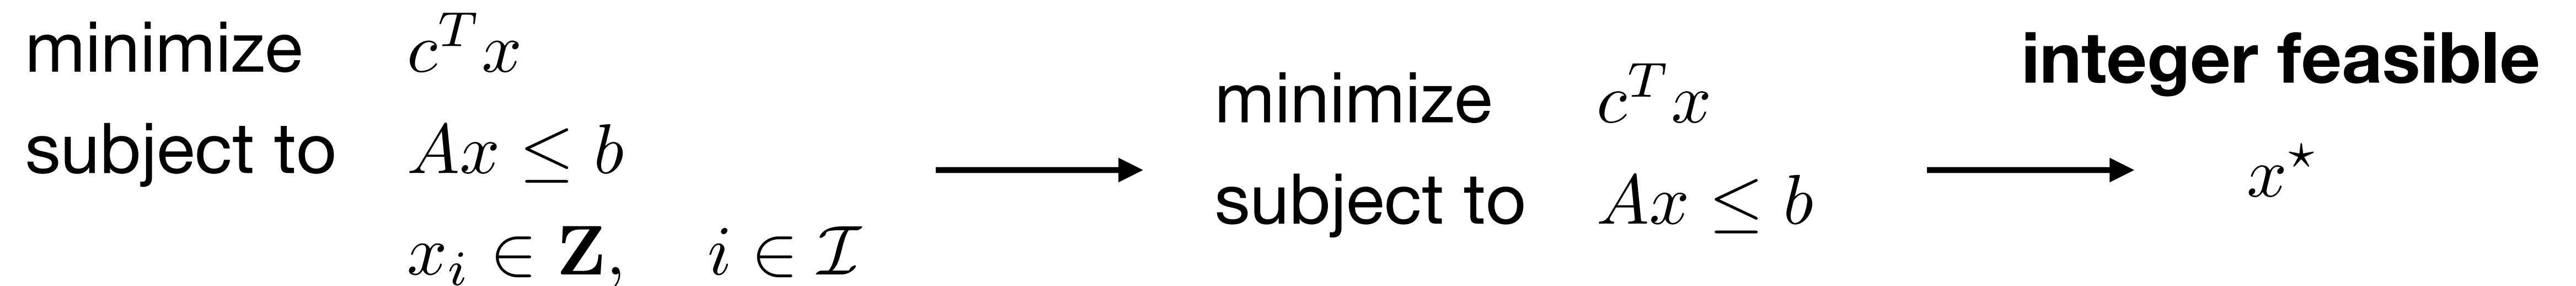 minimize c^T x
subject to Ax ≤ b
x_i ∈ Z, i ∈ I
minimize c^T x
subject to Ax ≤ b
integer feasible
x^⋆